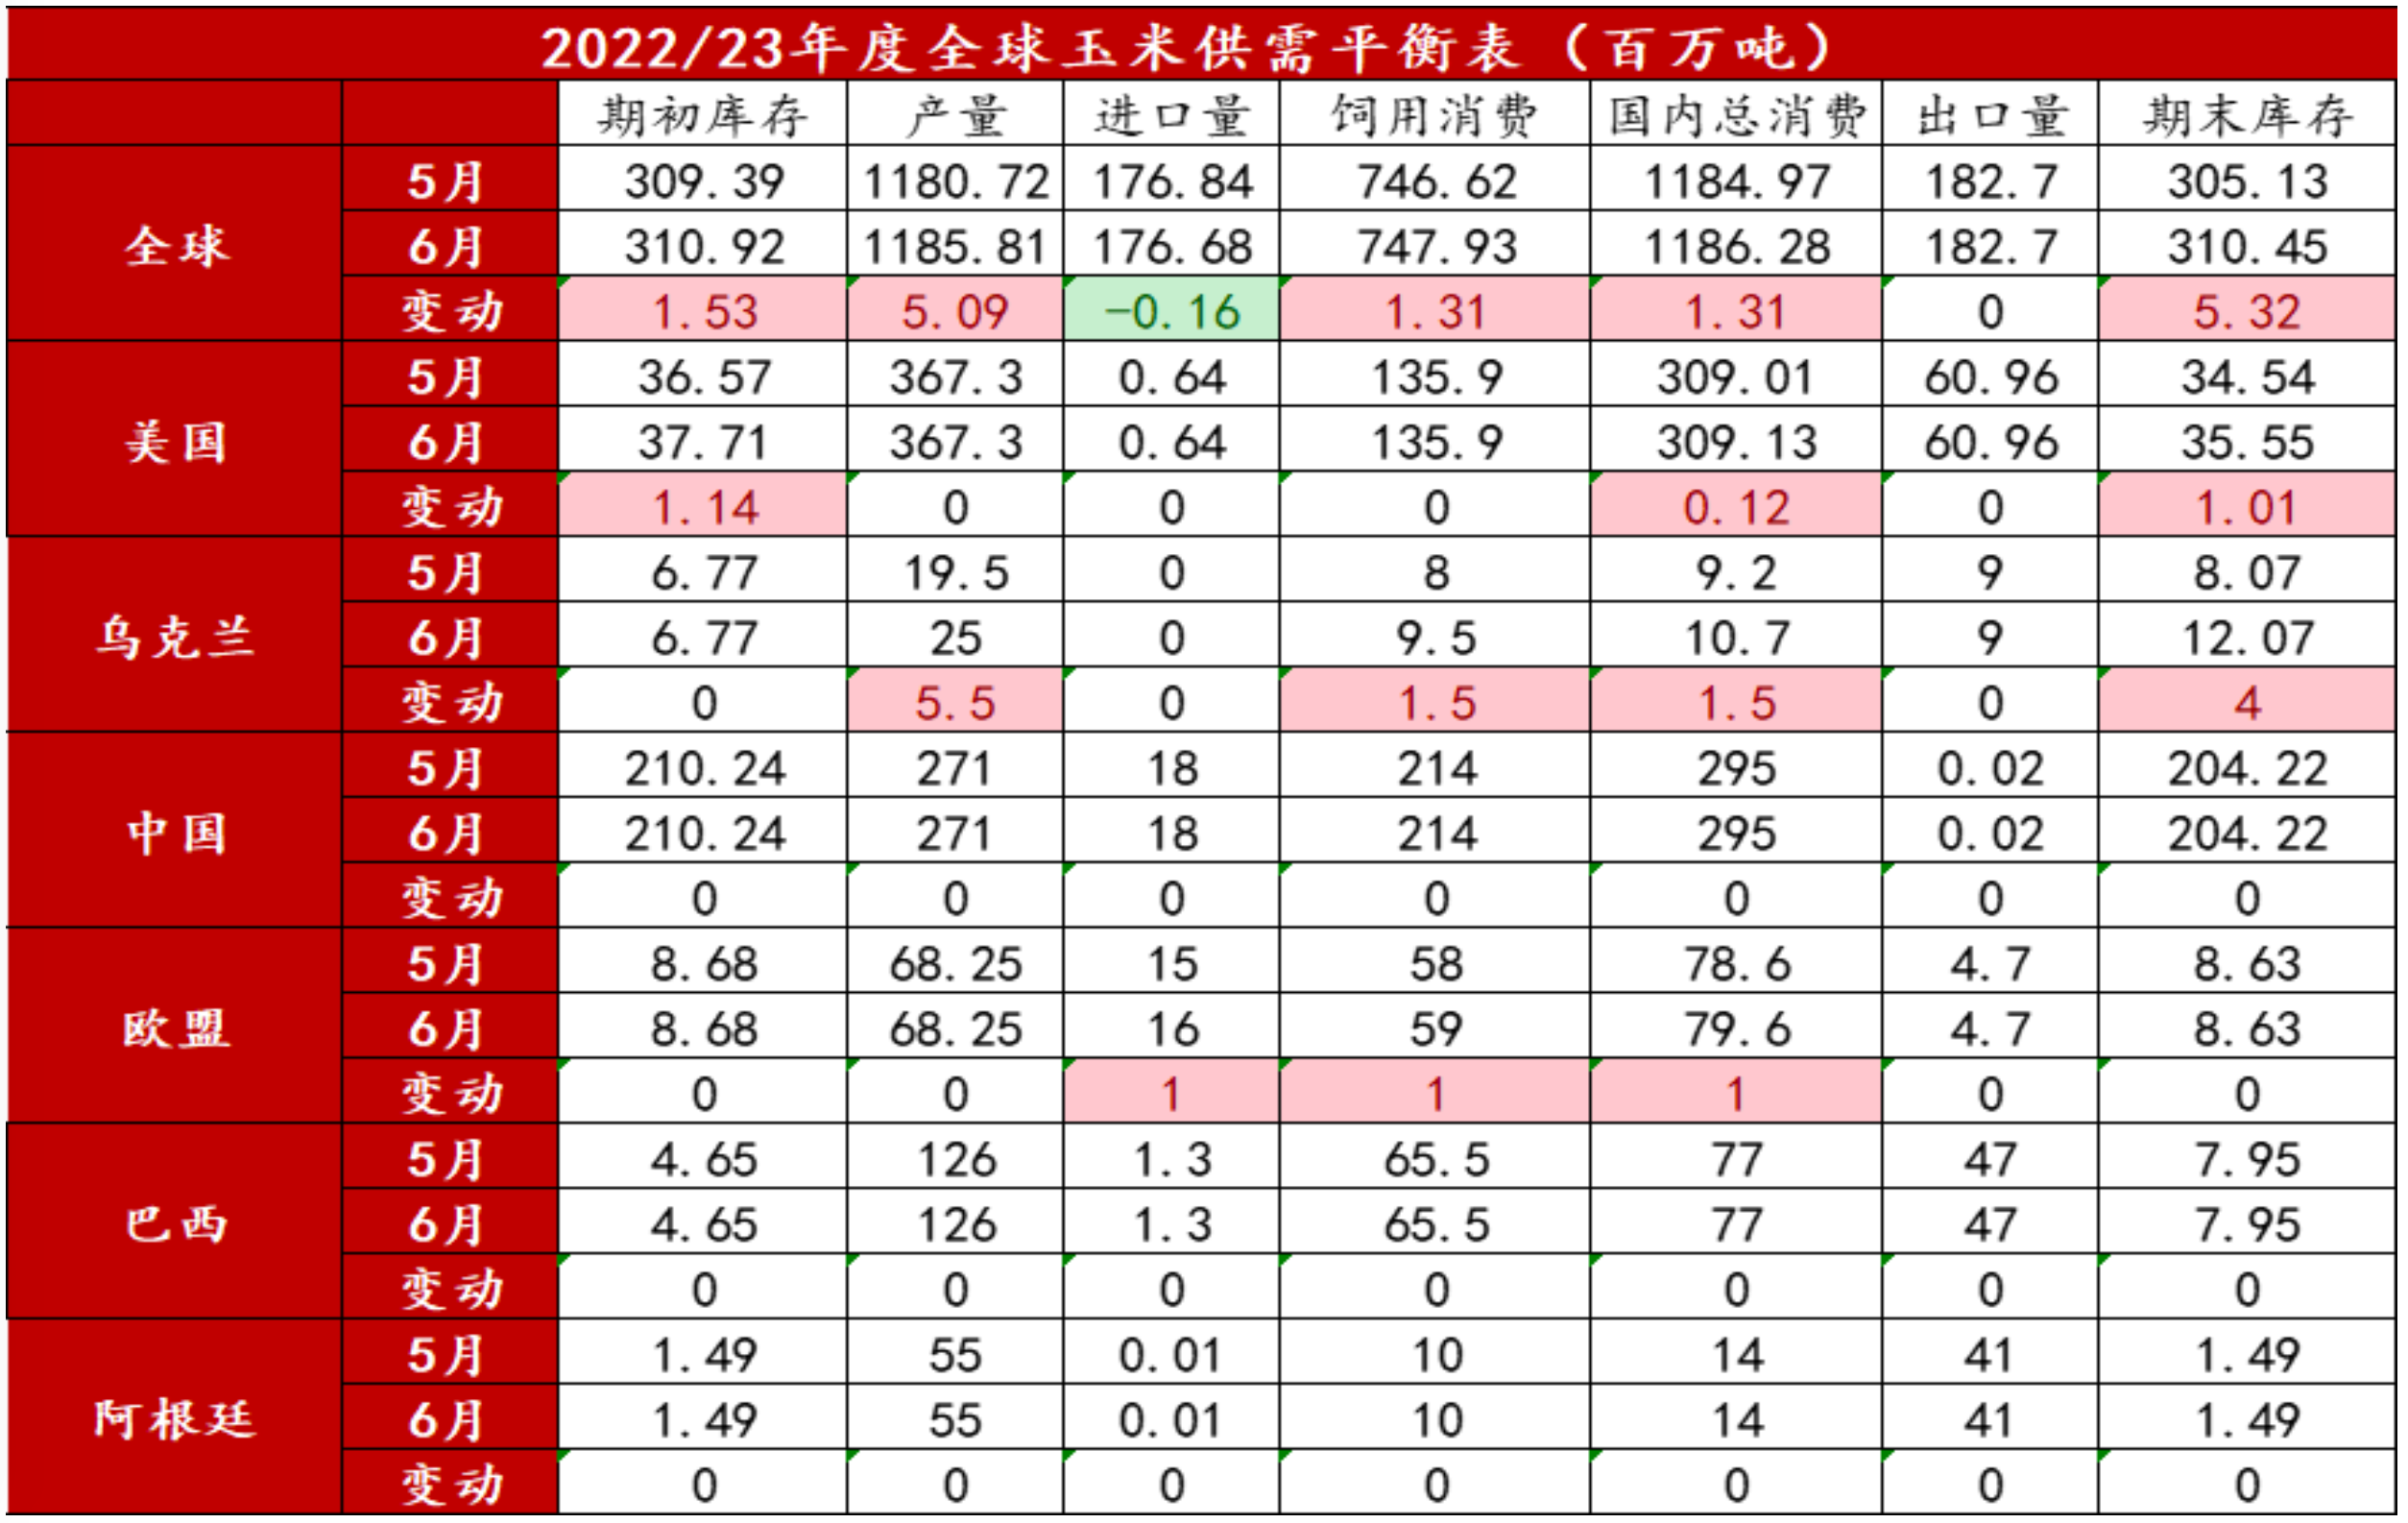 2022/23年度全球玉米供需平衡表（百万吨）
期初库存 产量 进口量 饲用消费 国内总消费 出口量 期末库存
全球
5月 309.39 1180.72 176.84 746.62 1184.97 182.7 305.13
6月 310.92 1185.81 176.68 747.93 1186.28 182.7 310.45
变动 1.53 5.09 -0.16 1.31 1.31 0 5.32
美国
5月 36.57 367.3 0.64 135.9 309.01 60.96 34.54
6月 37.71 367.3 0.64 135.9 309.13 60.96 35.55
变动 1.14 0 0 0 0.12 0 1.01
乌克兰
5月 6.77 19.5 0 8 9.2 9 8.07
6月 6.77 25 0 9.5 10.7 9 12.07
变动 0 5.5 0 1.5 1.5 0 4
中国
5月 210.24 271 18 214 295 0.02 204.22
6月 210.24 271 18 214 295 0.02 204.22
变动 0 0 0 0 0 0 0
欧盟
5月 8.68 68.25 15 58 78.6 4.7 8.63
6月 8.68 68.25 16 59 79.6 4.7 8.63
变动 0 0 1 1 1 0 0
巴西
5月 4.65 126 1.3 65.5 77 47 7.95
6月 4.65 126 1.3 65.5 77 47 7.95
变动 0 0 0 0 0 0 0
阿根廷
5月 1.49 55 0.01 10 14 41 1.49
6月 1.49 55 0.01 10 14 41 1.49
变动 0 0 0 0 0 0 0